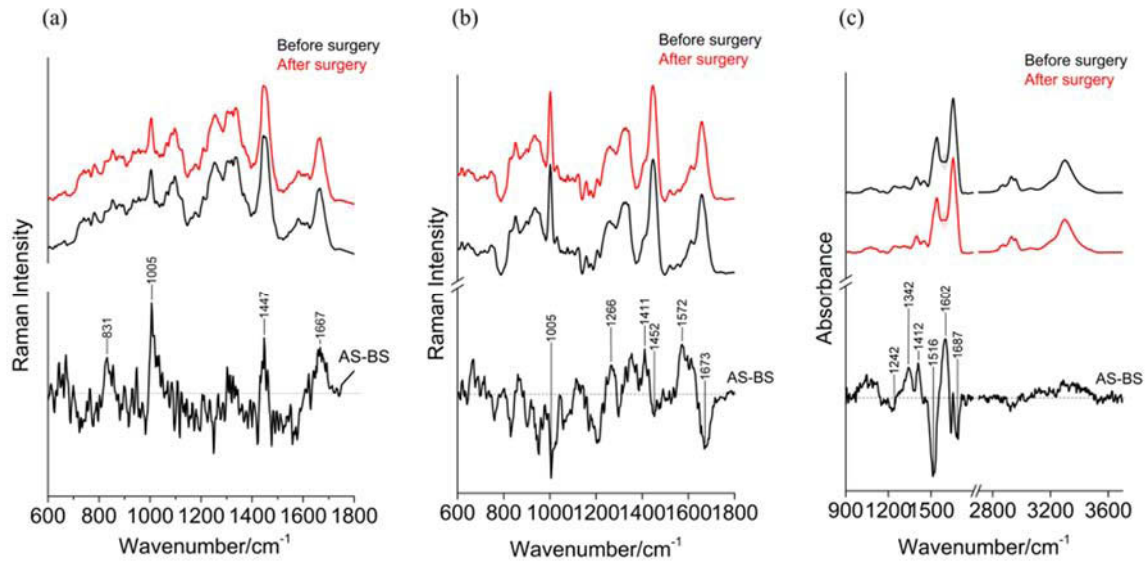 (a)
Before surgery
After surgery
Raman Intensity
831
1005
1447
1667
AS-BS
600 800 1000 1200 1400 1600 1800
Wavenumber/cm⁻¹
(b)
Before surgery
After surgery
Raman Intensity
1005
1266
1411
1452
1572
1673
AS-BS
600 800 1000 1200 1400 1600 1800
Wavenumber/cm⁻¹
(c)
Before surgery
After surgery
Absorbance
1242
1342
1412
1516
1602
1687
AS-BS
900 1200 1500 2800 3200 3600
Wavenumber/cm⁻¹